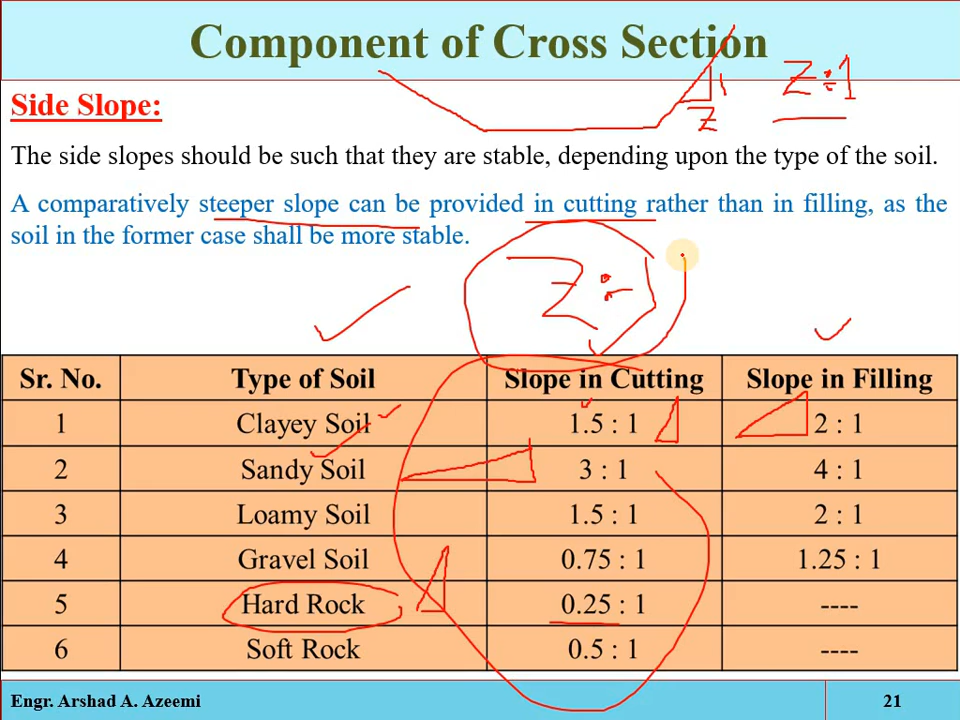 Component of Cross Section
Z:1
1
Z
Side Slope:
The side slopes should be such that they are stable, depending upon the type of the soil.
A comparatively steeper slope can be provided in cutting rather than in filling, as the
soil in the former case shall be more stable.
Z:1
Sr. No. Type of Soil Slope in Cutting Slope in Filling
1 Clayey Soil 1.5 : 1 2 : 1
2 Sandy Soil 3 : 1 4 : 1
3 Loamy Soil 1.5 : 1 2 : 1
4 Gravel Soil 0.75 : 1 1.25 : 1
5 Hard Rock 0.25 : 1 ----
6 Soft Rock 0.5 : 1 ----
Engr. Arshad A. Azeemi 21